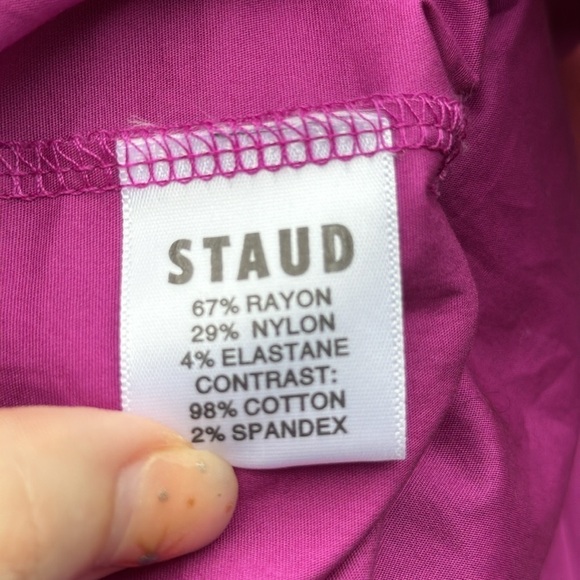 STAUD
67% RAYON
29% NYLON
4% ELASTANE
CONTRAST:
98% COTTON
2% SPANDEX